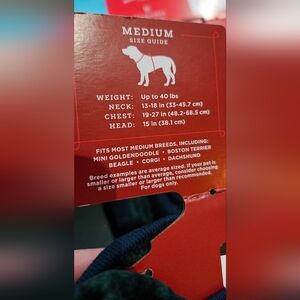 MEDIUM
SIZE GUIDE
WEIGHT: Up to 40 lbs
NECK: 13-18 in (33-45.7 cm)
CHEST: 19-27 in (48.2-68.5 cm)
HEAD: 15 in (38.1 cm)
FITS MOST MEDIUM BREEDS, INCLUDING:
MINI GOLDENDOODLE • BOSTON TERRIER
BEAGLE • CORGI • DACHSHUND
Breed examples are average sized. If your pet is
smaller or larger than average, consider choosing
a size smaller or larger than recommended.
For dogs only.